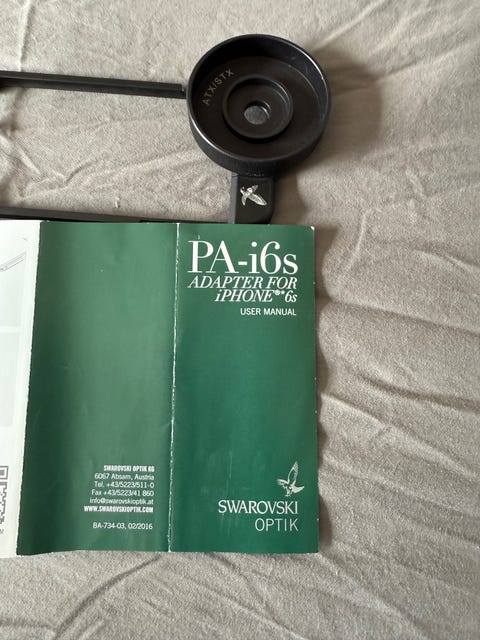 ATX/STX
PA-i6s
ADAPTER FOR
iPHONE®* 6s
USER MANUAL
SWAROVSKI OPTIK KG
6067 Absam, Austria
Tel. +43/5223/511-0
Fax +43/5223/41 860
info@swarovskioptik.at
WWW.SWAROVSKIOPTIK.COM
BA-734-03, 02/2016
SWAROVSKI
OPTIK